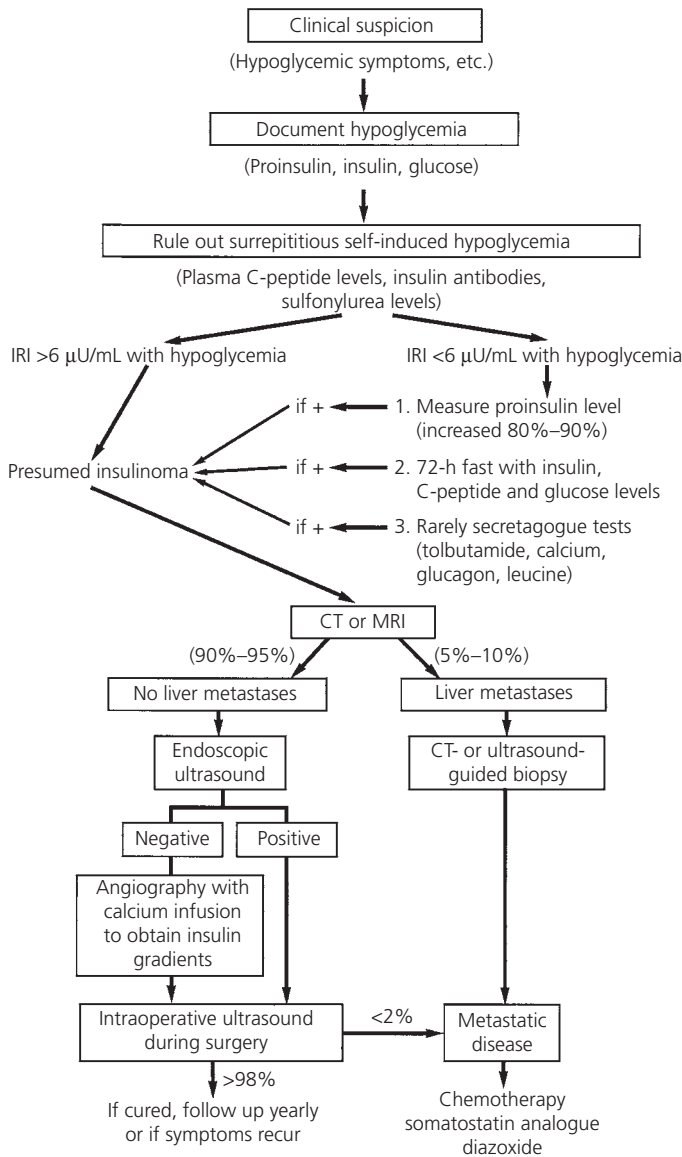 Clinical suspicion
(Hypoglycemic symptoms, etc.)
Document hypoglycemia
(Proinsulin, insulin, glucose)
Rule out surrepititious self-induced hypoglycemia
(Plasma C-peptide levels, insulin antibodies,
sulfonylurea levels)
IRI >6 μU/mL with hypoglycemia
IRI <6 μU/mL with hypoglycemia
if +
1. Measure proinsulin level
(increased 80%–90%)
Presumed insulinoma
if +
2. 72-h fast with insulin,
C-peptide and glucose levels
if +
3. Rarely secretagogue tests
(tolbutamide, calcium,
glucagon, leucine)
CT or MRI
(90%–95%)
(5%–10%)
No liver metastases
Liver metastases
Endoscopic
ultrasound
CT- or ultrasound-
guided biopsy
Negative
Positive
Angiography with
calcium infusion
to obtain insulin
gradients
Intraoperative ultrasound
during surgery
<2%
Metastatic
disease
>98%
If cured, follow up yearly
or if symptoms recur
Chemotherapy
somatostatin analogue
diazoxide